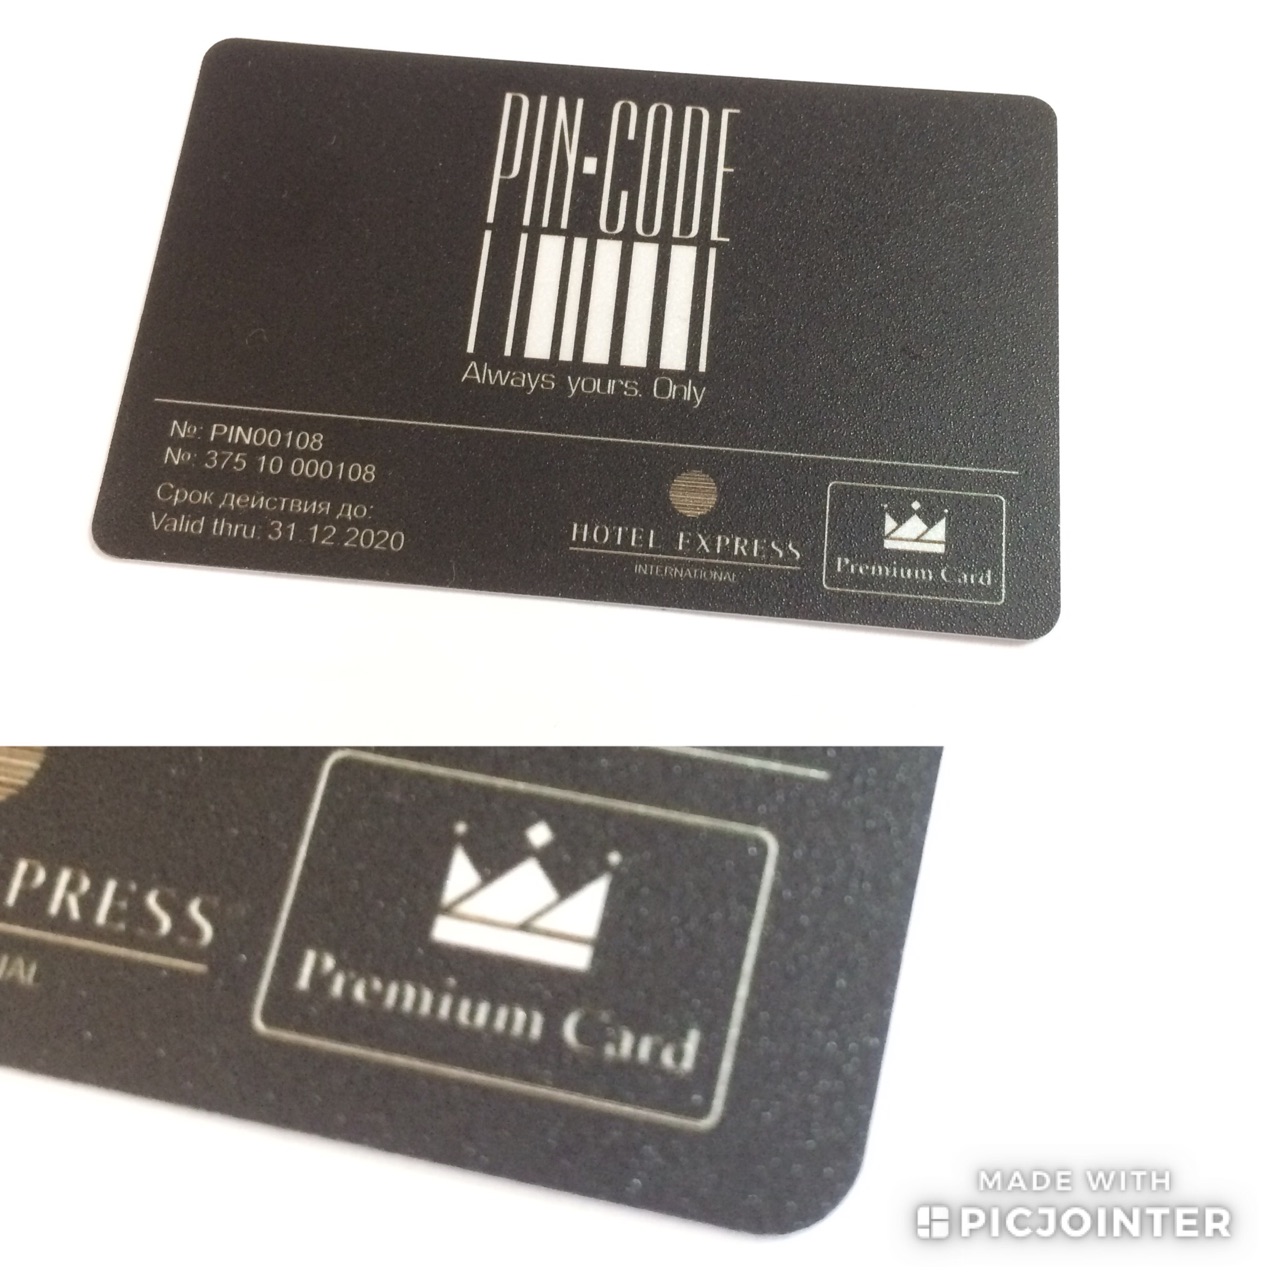 PIN·CODE
Always yours. Only
№: PIN00108
№: 375 10 000108
Срок действия до:
Valid thru: 31.12.2020
HOTEL EXPRESS
INTERNATIONAL
Premium Card
PRESS
NAL
Premium Card
MADE WITH
PICJOINTER